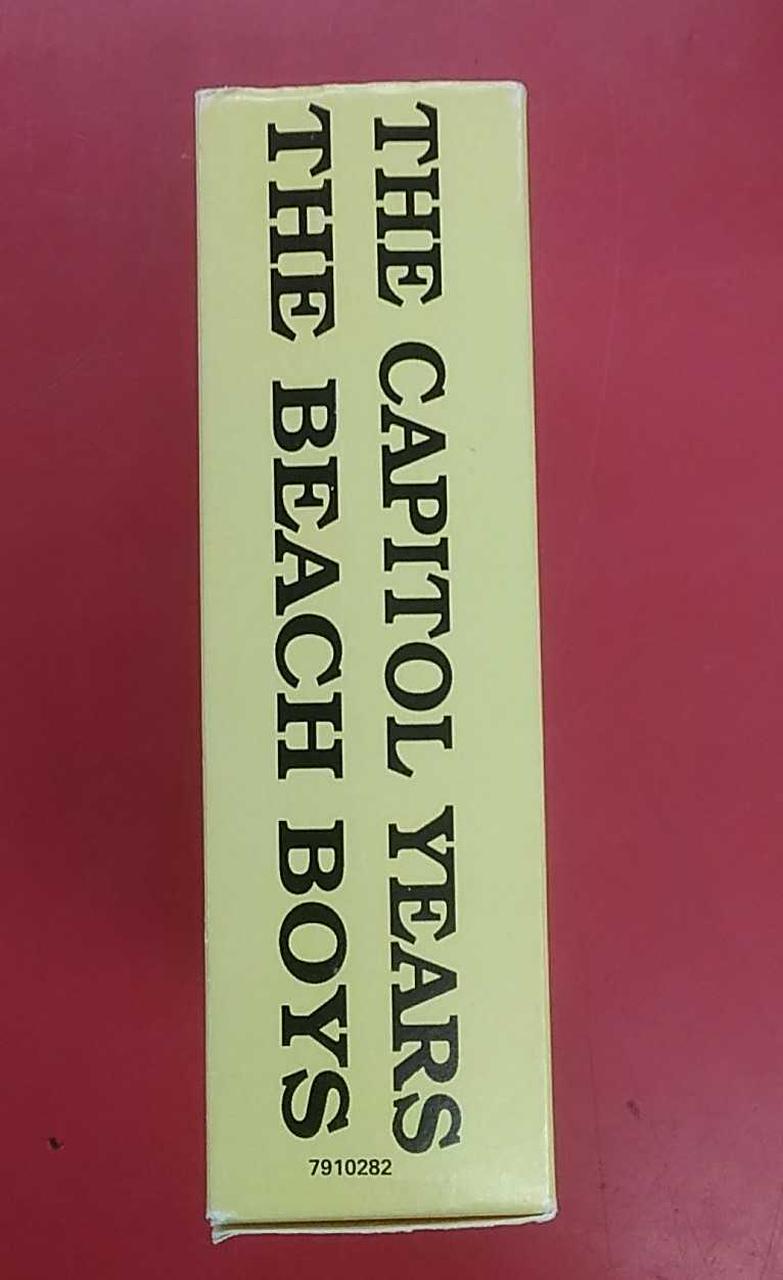 THE CAPITOL YEARS
THE BEACH BOYS
7910282